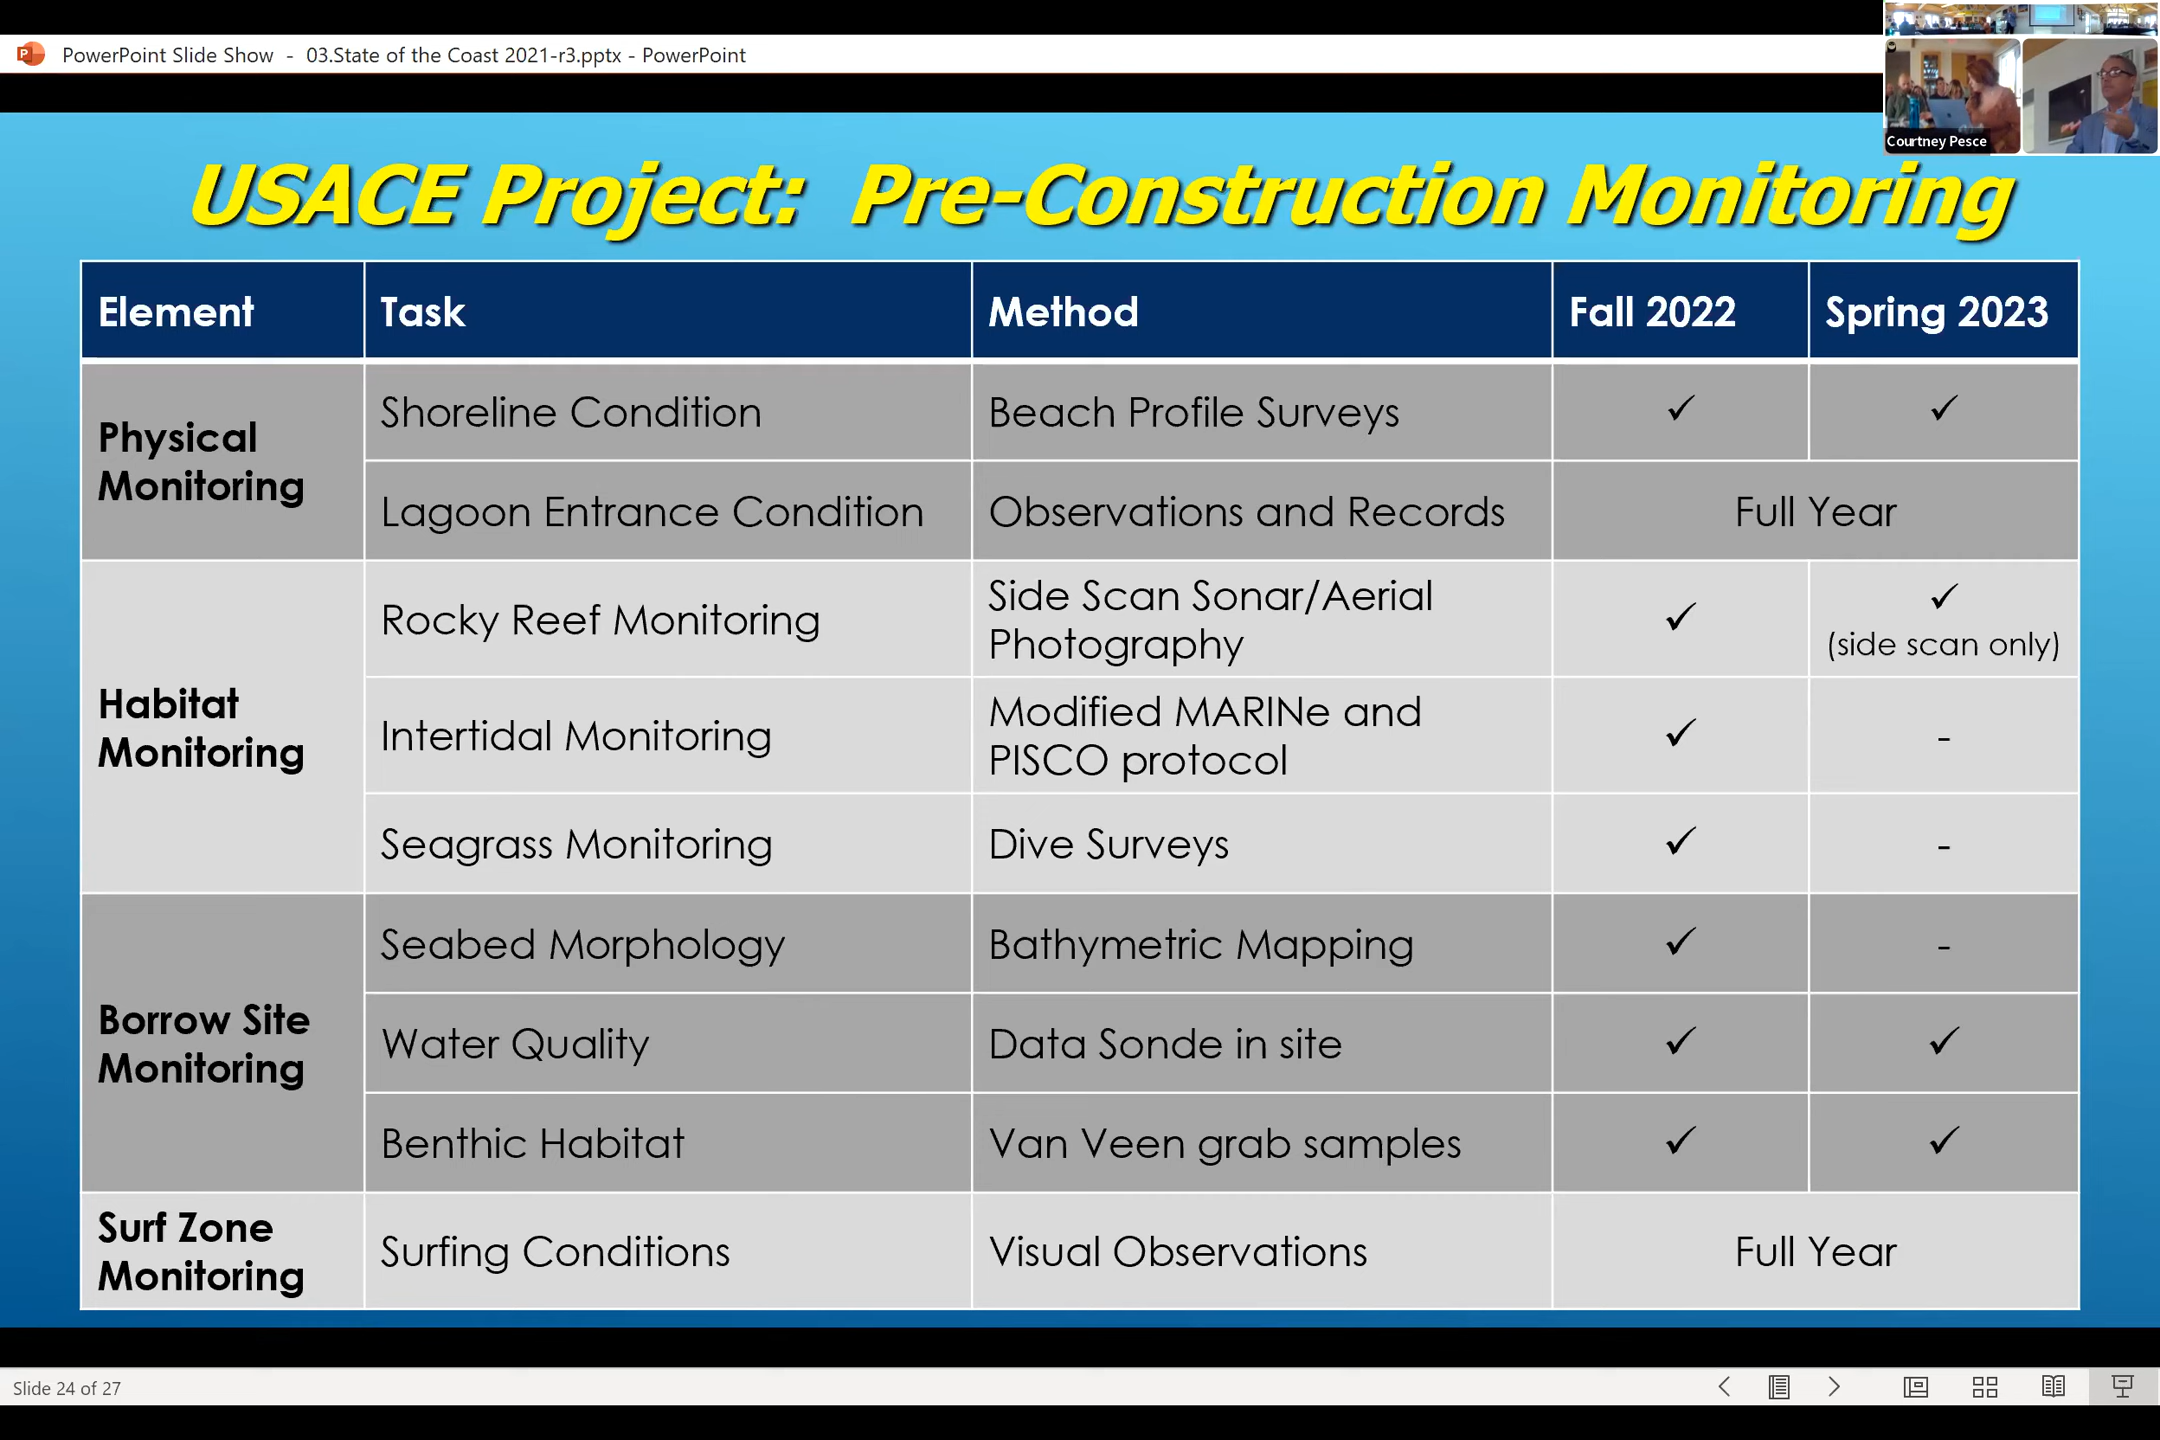 PowerPoint Slide Show - 03.State of the Coast 2021-r3.pptx - PowerPoint
Courtney Pesce
USACE Project: Pre-Construction Monitoring
Element Task Method Fall 2022 Spring 2023
Physical Monitoring
Shoreline Condition Beach Profile Surveys ✓ ✓
Lagoon Entrance Condition Observations and Records Full Year
Habitat Monitoring
Rocky Reef Monitoring Side Scan Sonar/Aerial Photography ✓ ✓ (side scan only)
Intertidal Monitoring Modified MARINe and PISCO protocol ✓ -
Seagrass Monitoring Dive Surveys ✓ -
Borrow Site Monitoring
Seabed Morphology Bathymetric Mapping ✓ -
Water Quality Data Sonde in site ✓ ✓
Benthic Habitat Van Veen grab samples ✓ ✓
Surf Zone Monitoring
Surfing Conditions Visual Observations Full Year
Slide 24 of 27